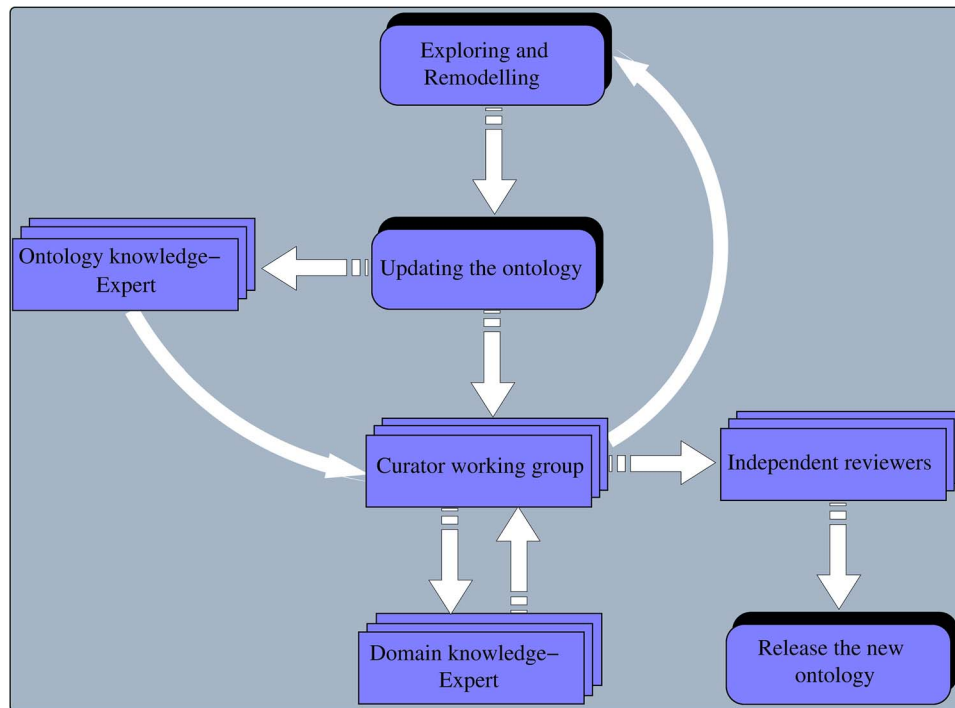 Exploring and
Remodelling
Ontology knowledge−
Expert
Updating the ontology
Curator working group
Independent reviewers
Domain knowledge−
Expert
Release the new
ontology